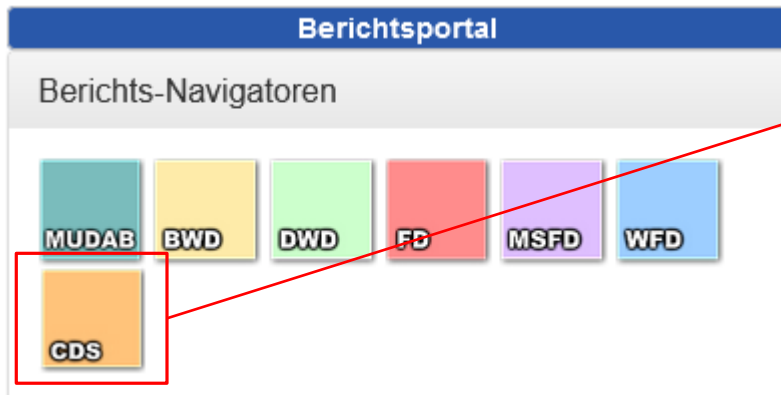 Berichtsportal
Berichts-Navigatoren
MUDAB BWD DWD FD MSFD WFD
CDS